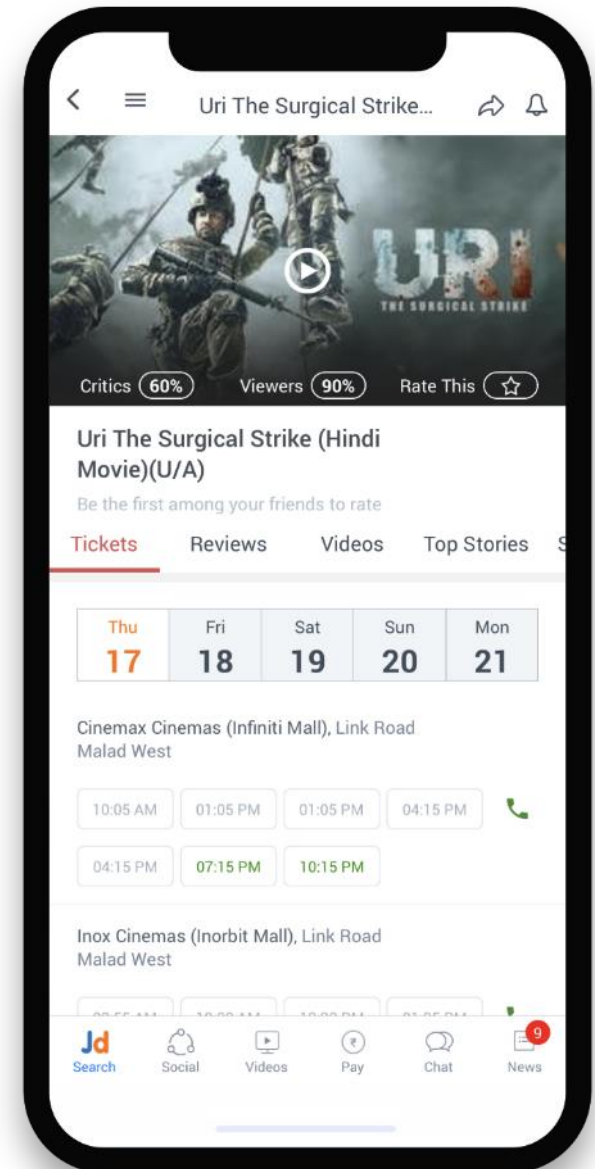 Uri The Surgical Strike...
URI
THE SURGICAL STRIKE
Critics 60% Viewers 90% Rate This
Uri The Surgical Strike (Hindi
Movie)(U/A)
Be the first among your friends to rate
Tickets Reviews Videos Top Stories S
Thu Fri Sat Sun Mon
17 18 19 20 21
Cinemax Cinemas (Infiniti Mall), Link Road
Malad West
10:05 AM 01:05 PM 01:05 PM 04:15 PM
04:15 PM 07:15 PM 10:15 PM
Inox Cinemas (Inorbit Mall), Link Road
Malad West
Jd 9
Search Social Videos Pay Chat News